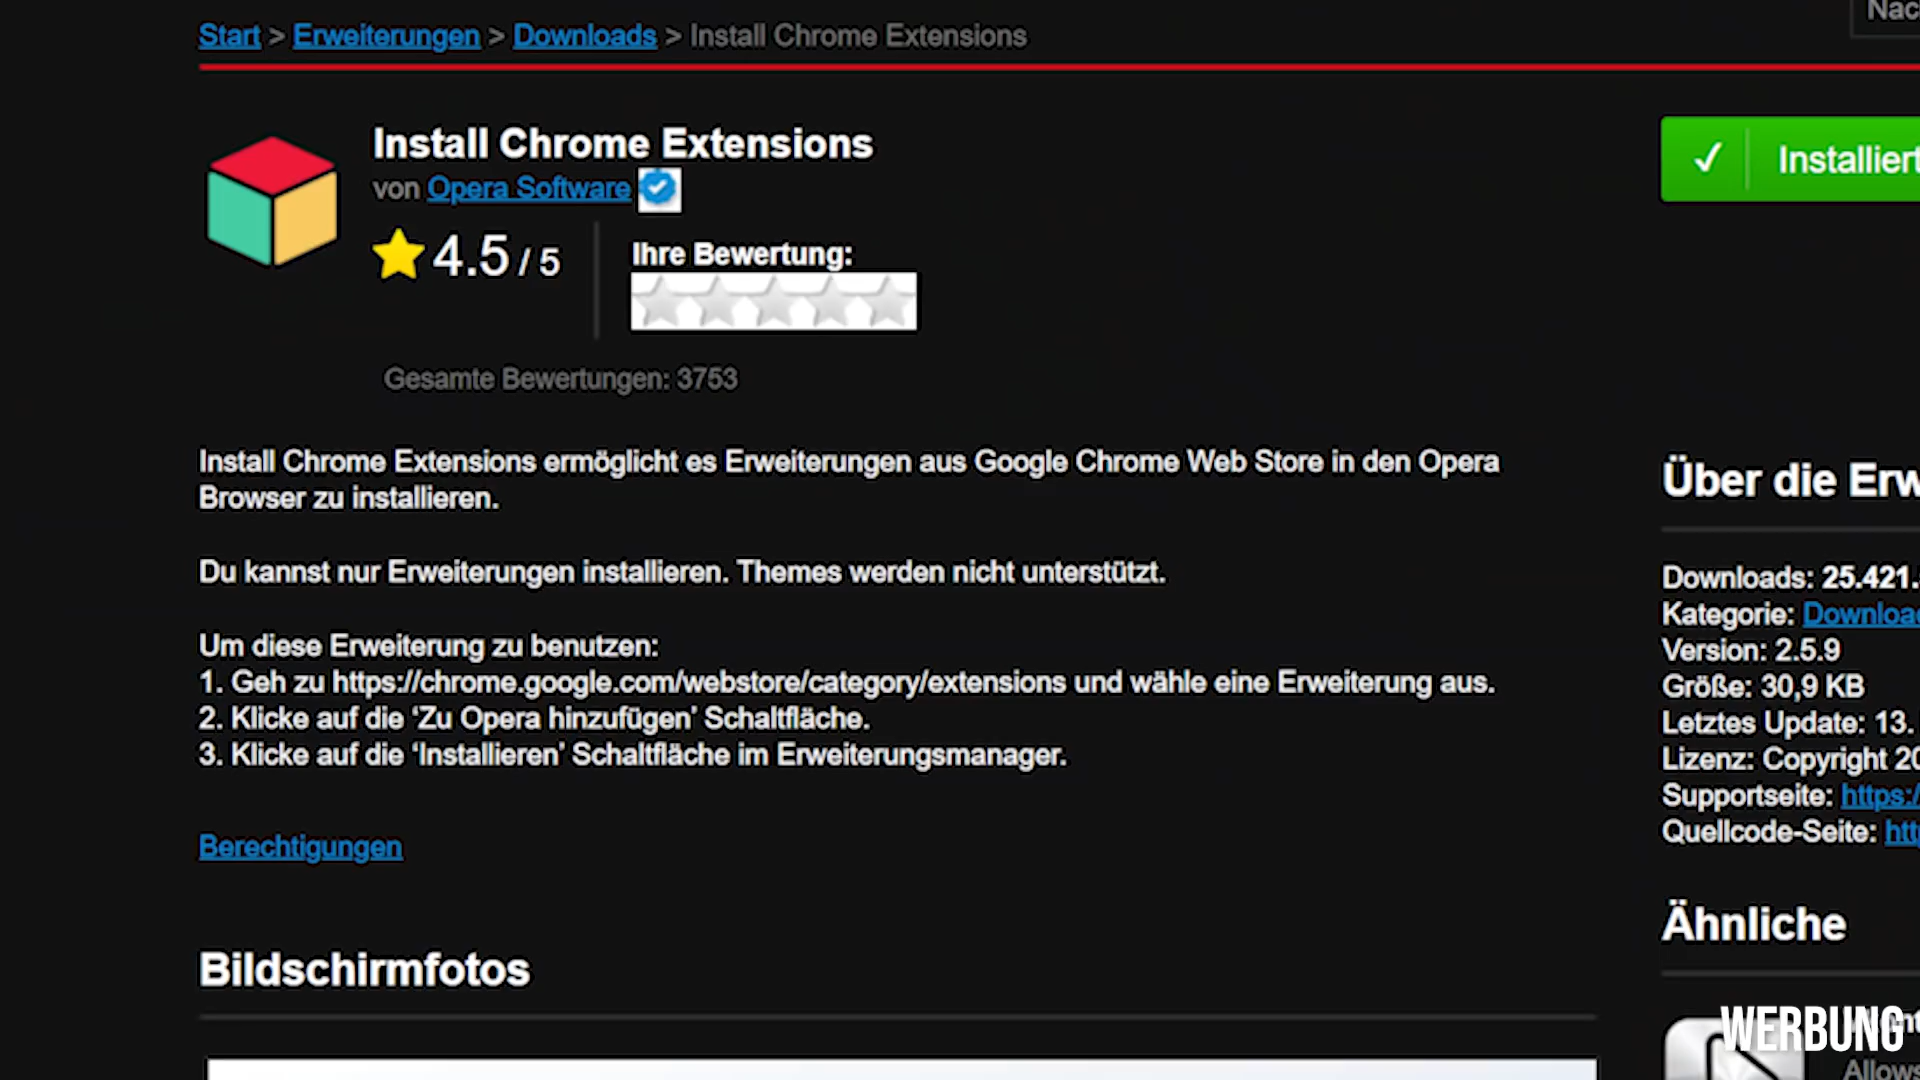 Start > Erweiterungen > Downloads > Install Chrome Extensions
Install Chrome Extensions
von Opera Software
4.5 / 5
Ihre Bewertung:
Gesamte Bewertungen: 3753
Install Chrome Extensions ermöglicht es Erweiterungen aus Google Chrome Web Store in den Opera
Browser zu installieren.
Du kannst nur Erweiterungen installieren. Themes werden nicht unterstützt.
Um diese Erweiterung zu benutzen:
1. Geh zu https://chrome.google.com/webstore/category/extensions und wähle eine Erweiterung aus.
2. Klicke auf die ‘Zu Opera hinzufügen’ Schaltfläche.
3. Klicke auf die ‘Installieren’ Schaltfläche im Erweiterungsmanager.
Berechtigungen
Bildschirmfotos
Installiert
Über die Erw
Downloads: 25.421.
Kategorie: Download
Version: 2.5.9
Größe: 30,9 KB
Letztes Update: 13.
Lizenz: Copyright 20
Supportseite: https:/
Quellcode-Seite: htt
Ähnliche
WERBUNG
Allows